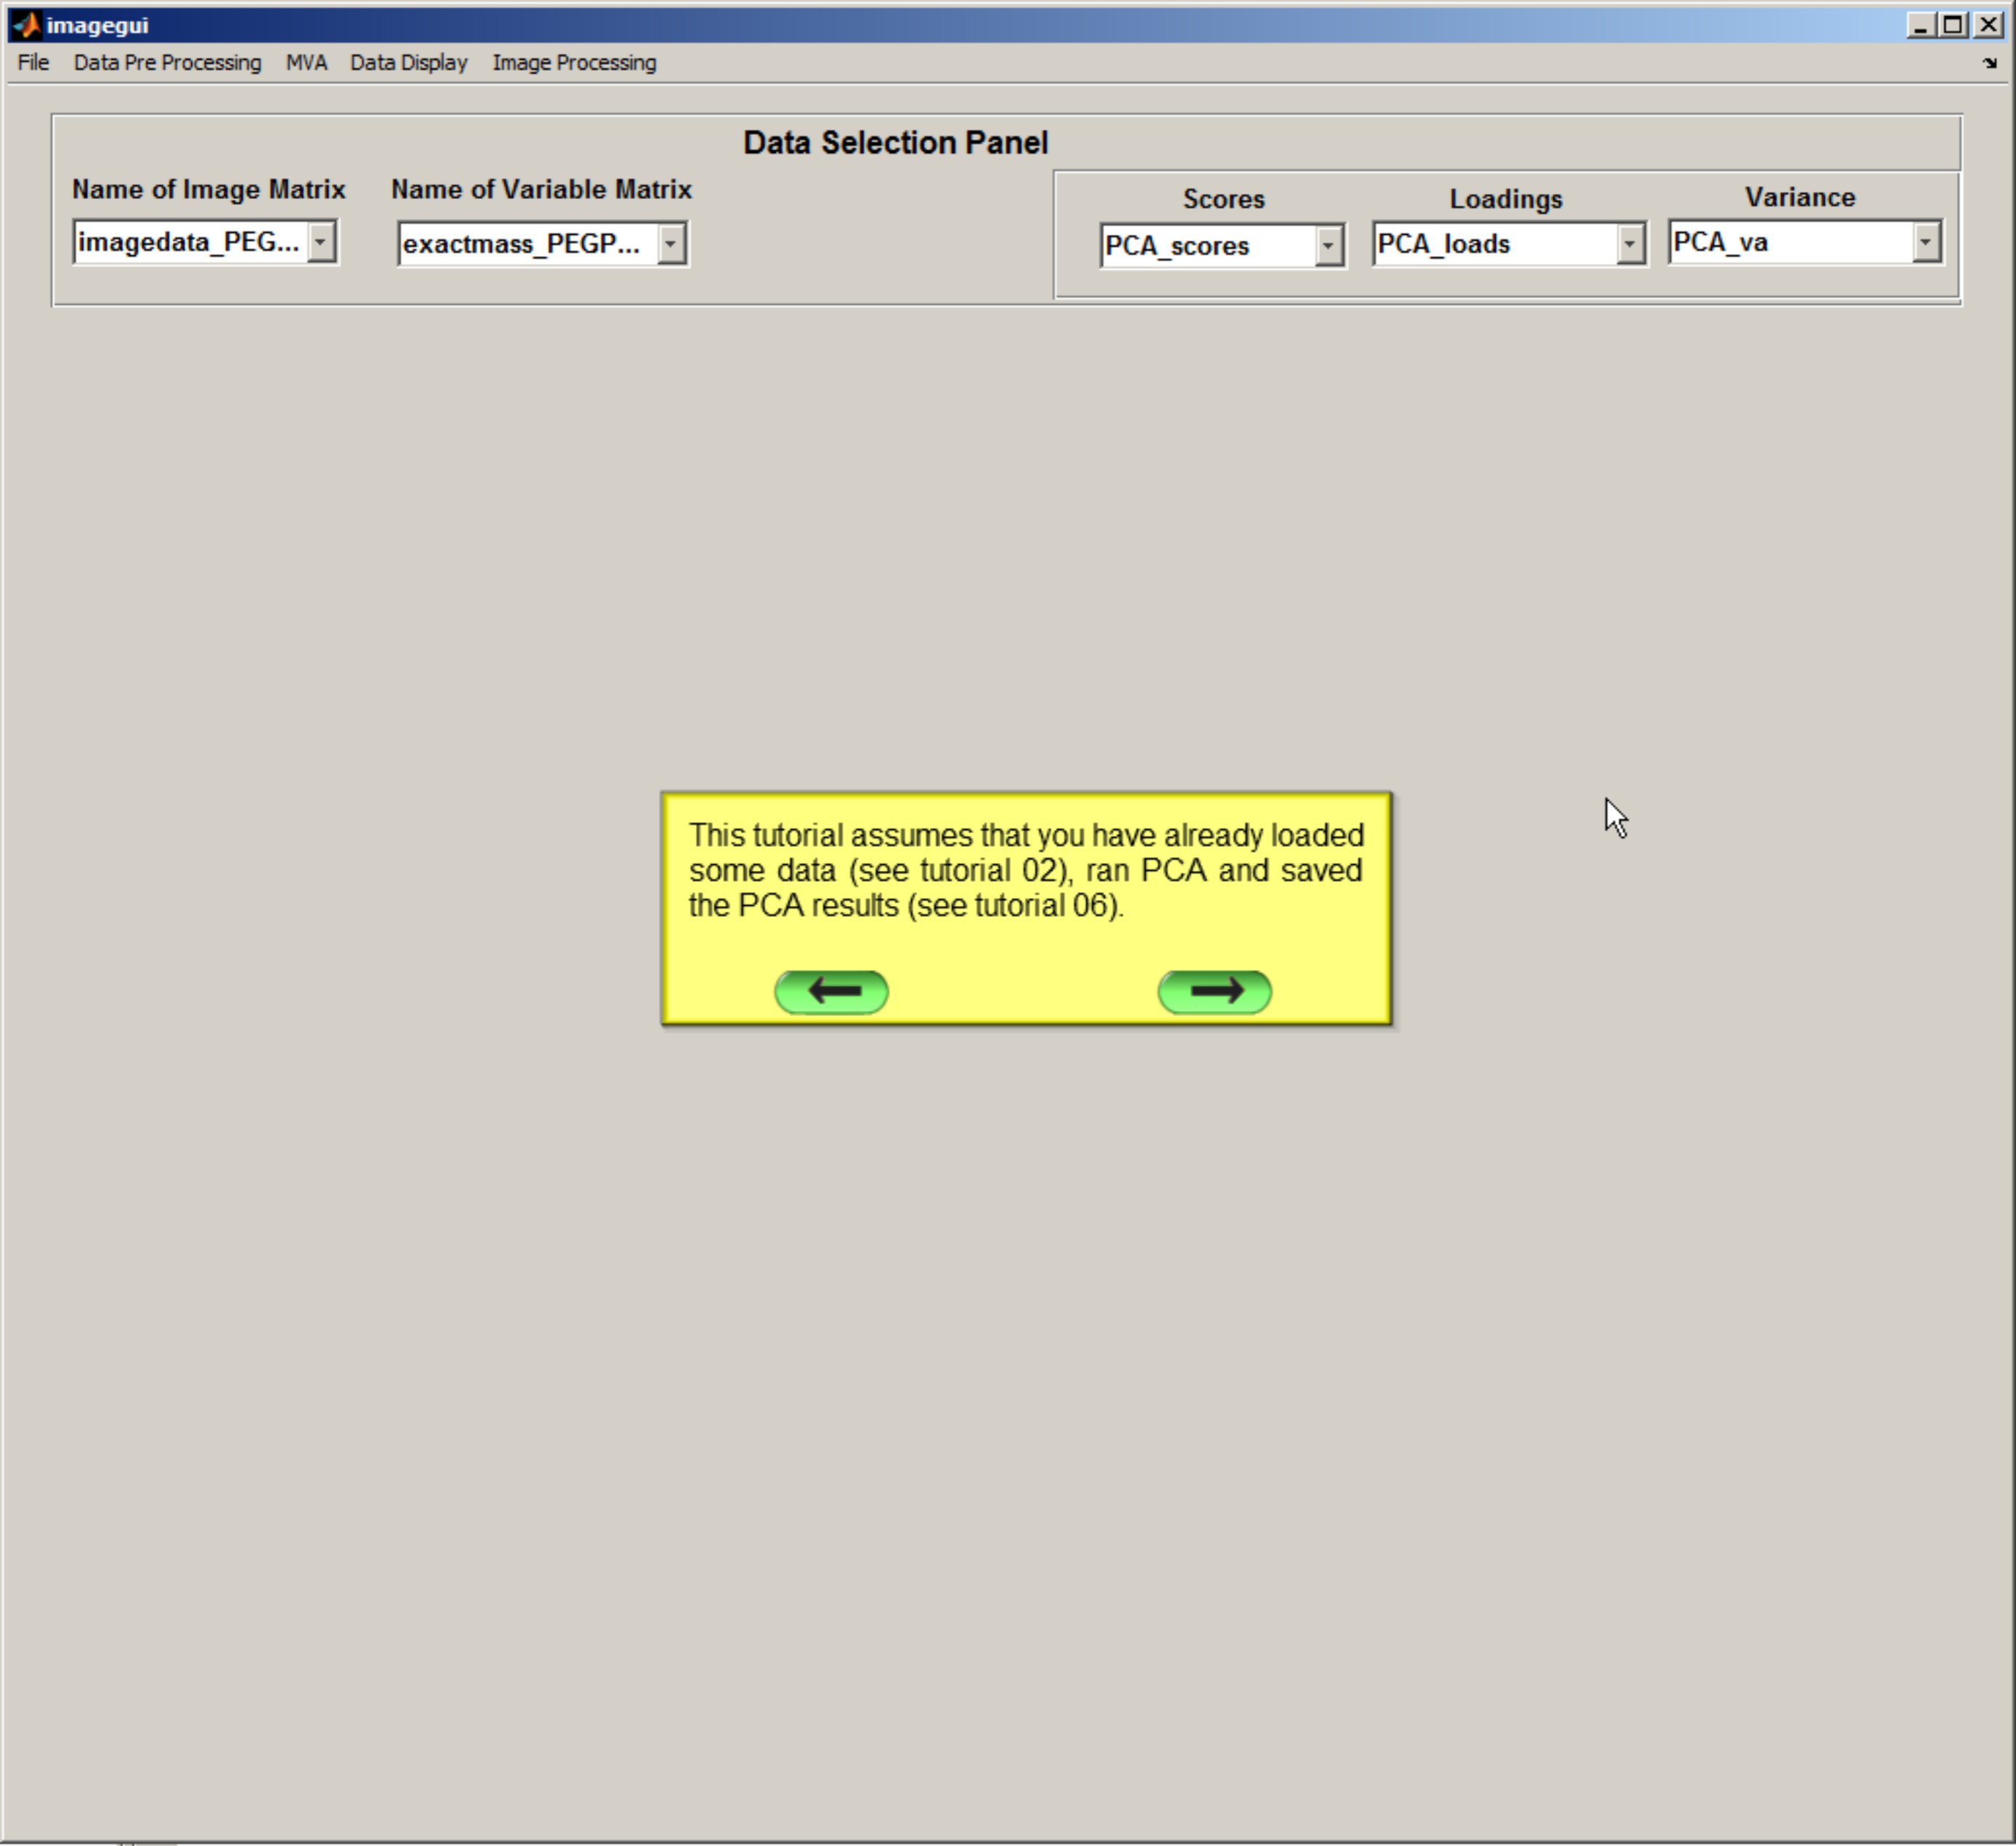 imagegui
File Data Pre Processing MVA Data Display Image Processing
Data Selection Panel
Name of Image Matrix Name of Variable Matrix
Scores Loadings Variance
imagedata_PEG... exactmass_PEGP... PCA_scores PCA_loads PCA_va
This tutorial assumes that you have already loaded
some data (see tutorial 02), ran PCA and saved
the PCA results (see tutorial 06).